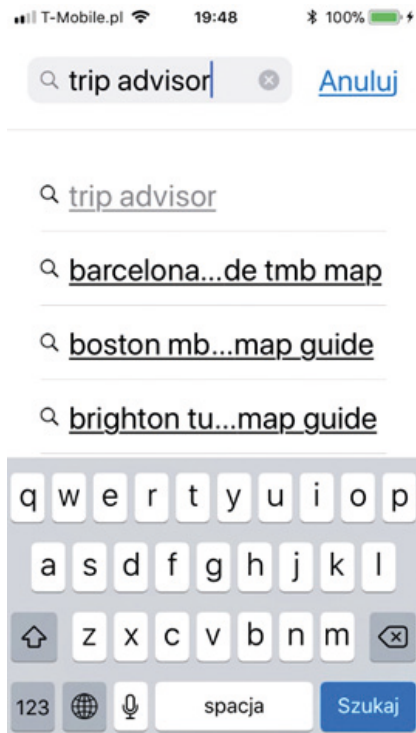 T-Mobile.pl 19:48 100%
trip advisor Anuluj
trip advisor
barcelona...de tmb map
boston mb...map guide
brighton tu...map guide
q w e r t y u i o p
a s d f g h j k l
z x c v b n m
123 spacja Szukaj